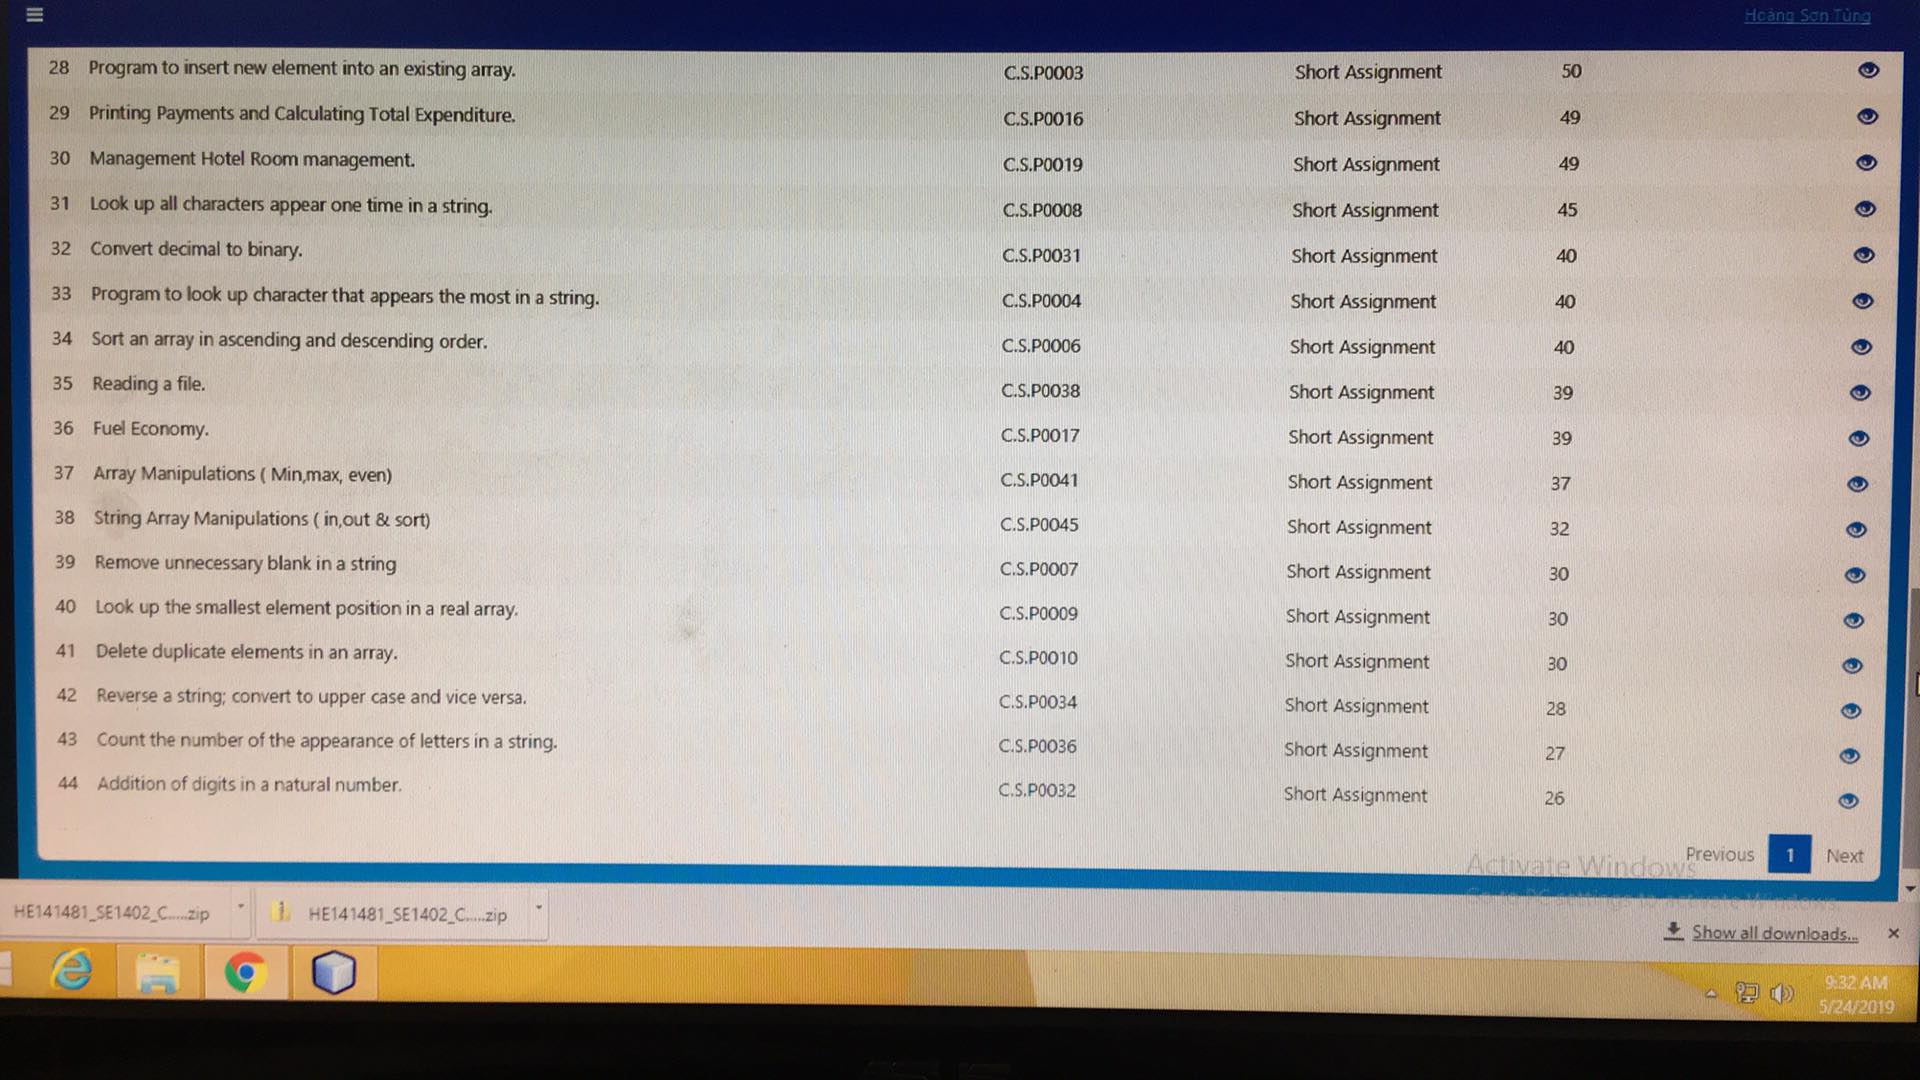 Hoàng Sơn Tùng
28 Program to insert new element into an existing array. C.S.P0003 Short Assignment 50
29 Printing Payments and Calculating Total Expenditure. C.S.P0016 Short Assignment 49
30 Management Hotel Room management. C.S.P0019 Short Assignment 49
31 Look up all characters appear one time in a string. C.S.P0008 Short Assignment 45
32 Convert decimal to binary. C.S.P0031 Short Assignment 40
33 Program to look up character that appears the most in a string. C.S.P0004 Short Assignment 40
34 Sort an array in ascending and descending order. C.S.P0006 Short Assignment 40
35 Reading a file. C.S.P0038 Short Assignment 39
36 Fuel Economy. C.S.P0017 Short Assignment 39
37 Array Manipulations ( Min,max, even) C.S.P0041 Short Assignment 37
38 String Array Manipulations ( in,out & sort) C.S.P0045 Short Assignment 32
39 Remove unnecessary blank in a string C.S.P0007 Short Assignment 30
40 Look up the smallest element position in a real array. C.S.P0009 Short Assignment 30
41 Delete duplicate elements in an array. C.S.P0010 Short Assignment 30
42 Reverse a string; convert to upper case and vice versa. C.S.P0034 Short Assignment 28
43 Count the number of the appearance of letters in a string. C.S.P0036 Short Assignment 27
44 Addition of digits in a natural number. C.S.P0032 Short Assignment 26
Previous 1 Next
Activate Windows
Go to PC settings to activate Windows.
HE141481_SE1402_C.....zip HE141481_SE1402_C.....zip
Show all downloads...
9:32 AM
5/24/2019